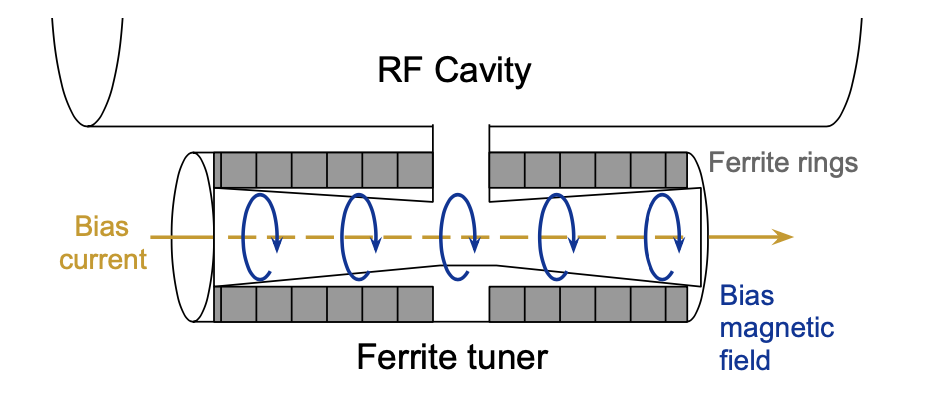 RF Cavity
Ferrite rings
Bias
current
Bias
magnetic
field
Ferrite tuner